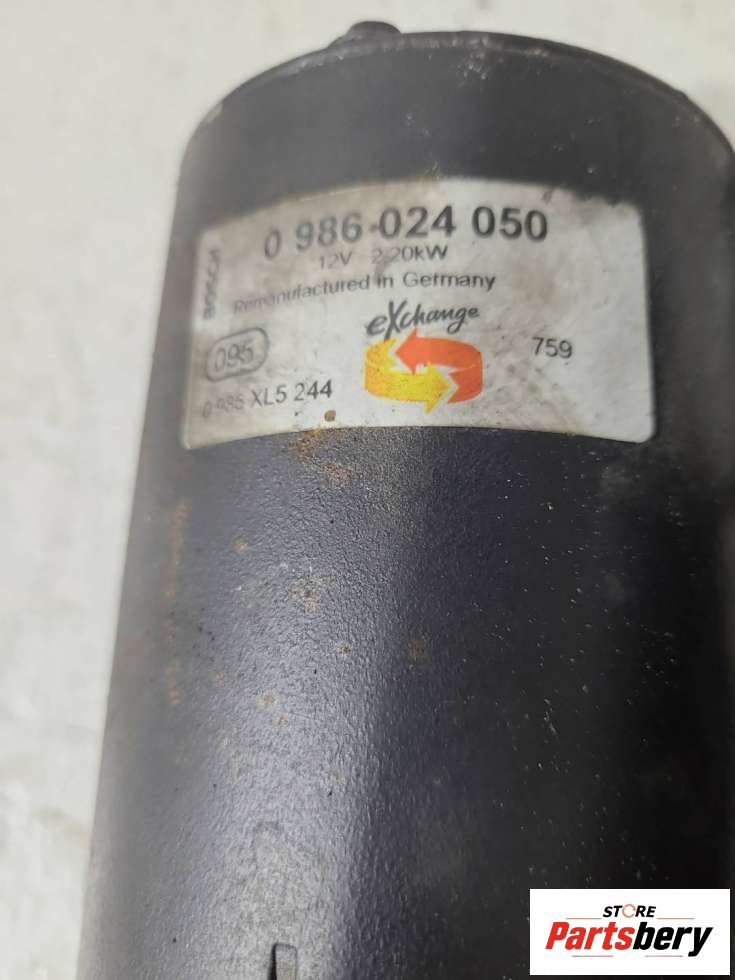 BOSCH
0 986 024 050
12V 2,20kW
Remanufactured in Germany
eXchange
095
759
0 986 XL5 244
STORE
Partsbery